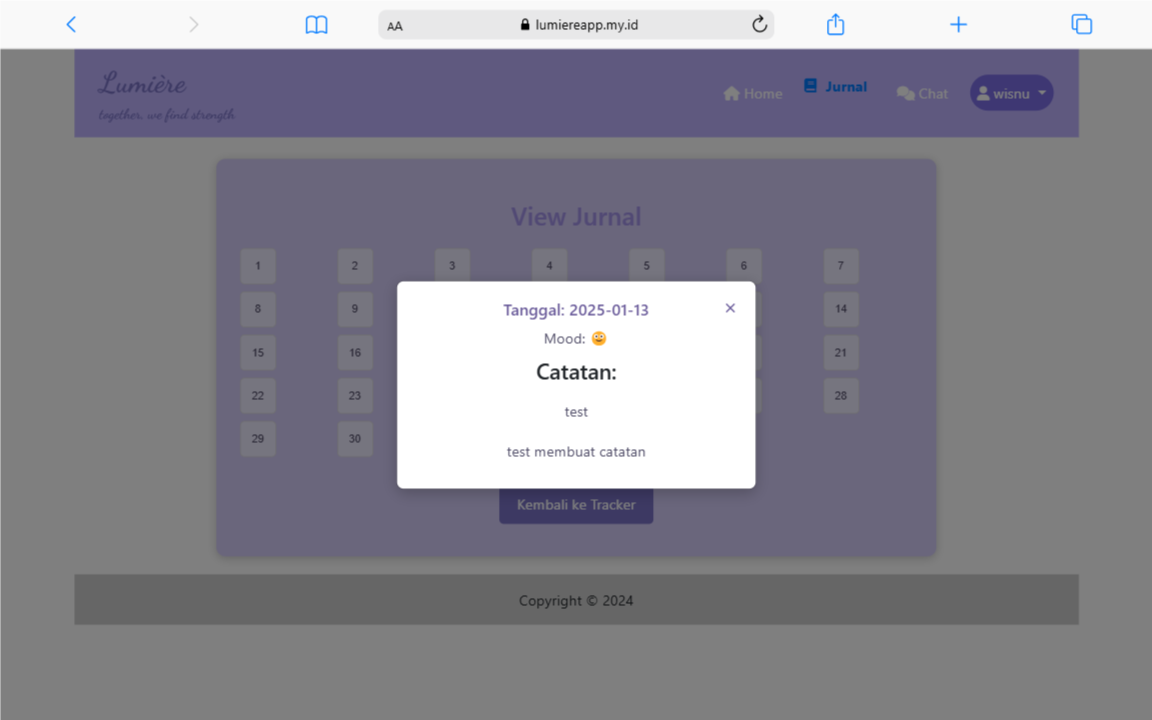 AA lumiereapp.my.id
Lumière
together, we find strength
Home Jurnal Chat wisnu
View Jurnal
1 2 3 4 5 6 7
8 9 14
15 16 21
22 23 28
29 30
Tanggal: 2025-01-13
Mood: 😄
Catatan:
test
test membuat catatan
Kembali ke Tracker
Copyright © 2024